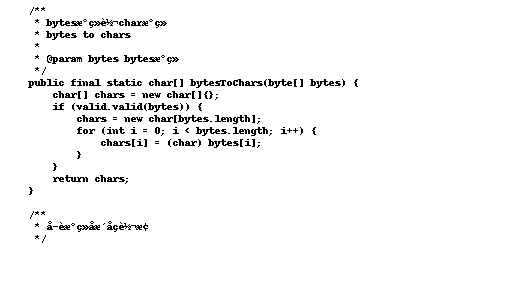 /**
* bytesæ°ç»è½¬charæ°ç»
* bytes to chars
*
* @param bytes bytesæ°ç»
*/
public final static char[] bytesToChars(byte[] bytes) {
char[] chars = new char[]{};
if (valid.valid(bytes)) {
chars = new char[bytes.length];
for (int i = 0; i < bytes.length; i++) {
chars[i] = (char) bytes[i];
}
}
return chars;
}
/**
* å­èæ°ç»åæ´åçè½¬æ¢
*/